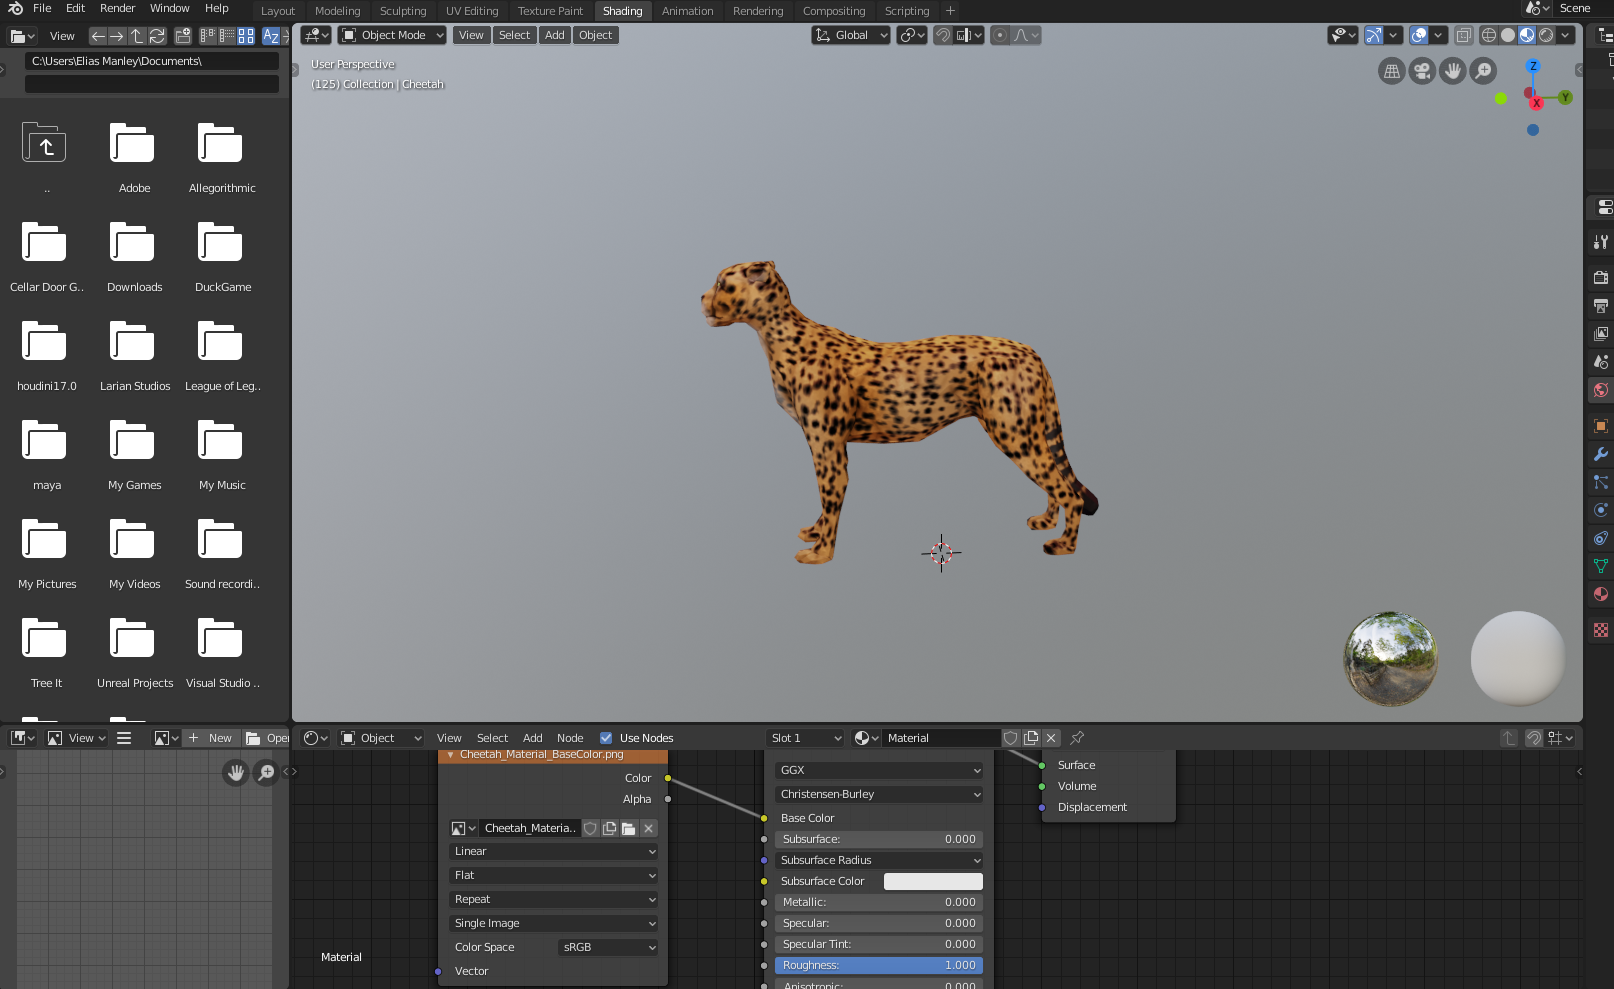 File Edit Render Window Help Layout Modeling Sculpting UV Editing Texture Paint Shading Animation Rendering Compositing Scripting + Scene
View
C:\Users\Elias Manley\Documents\
Object Mode View Select Add Object Global
User Perspective
(125) Collection | Cheetah
Z
X
Y
..
Adobe
Allegorithmic
Cellar Door G..
Downloads
DuckGame
houdini17.0
Larian Studios
League of Leg..
maya
My Games
My Music
My Pictures
My Videos
Sound recordi..
Tree It
Unreal Projects
Visual Studio ..
View + New Open
Object View Select Add Node Use Nodes Slot 1 Material
Cheetah_Material_BaseColor.png
Color
Alpha
Cheetah_Materia..
Linear
Flat
Repeat
Single Image
Color Space sRGB
Vector
Material
GGX
Christensen-Burley
Base Color
Subsurface: 0.000
Subsurface Radius
Subsurface Color
Metallic: 0.000
Specular: 0.000
Specular Tint: 0.000
Roughness: 1.000
Anisotropic: 0.000
Surface
Volume
Displacement